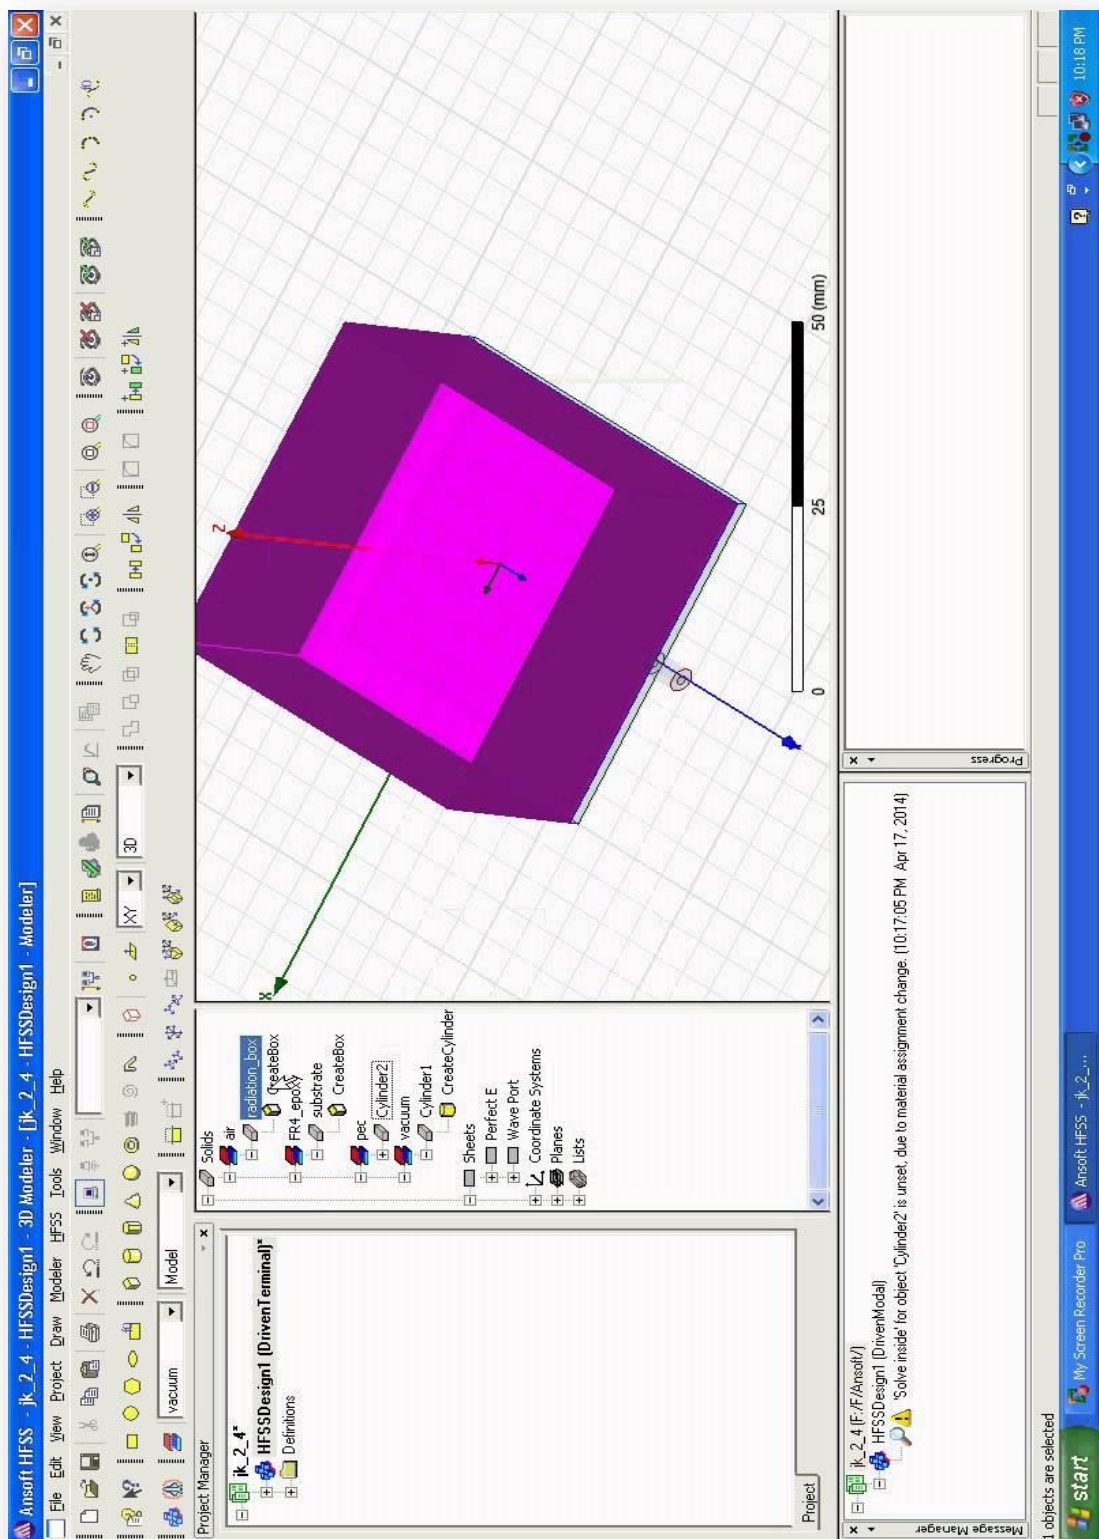 Ansoft HFSS - jk_2_4 - HFSSDesign1 - 3D Modeler - [jk_2_4 - HFSSDesign1 - Modeler]
File Edit View Project Draw Modeler HFSS Tools Window Help
vacuum Model XY 3D
Project Manager
jk_2_4*
HFSSDesign1 (DrivenTerminal)*
Definitions
Project
Solids
air
radiation_box
CreateBox
FR4_epoxy
substrate
CreateBox
pec
Cylinder2
vacuum
Cylinder1
CreateCylinder
Sheets
Perfect E
Wave Port
Coordinate Systems
Planes
Lists
Z
X
0 25 50 (mm)
Message Manager
jk_2_4 (F:/F/Ansoft/)
HFSSDesign1 (DrivenModal)
'Solve inside' for object 'Cylinder2' is unset, due to material assignment change. (10:17:05 PM Apr 17, 2014)
Progress
1 objects are selected
start
My Screen Recorder Pro
Ansoft HFSS - jk_2_...
10:18 PM